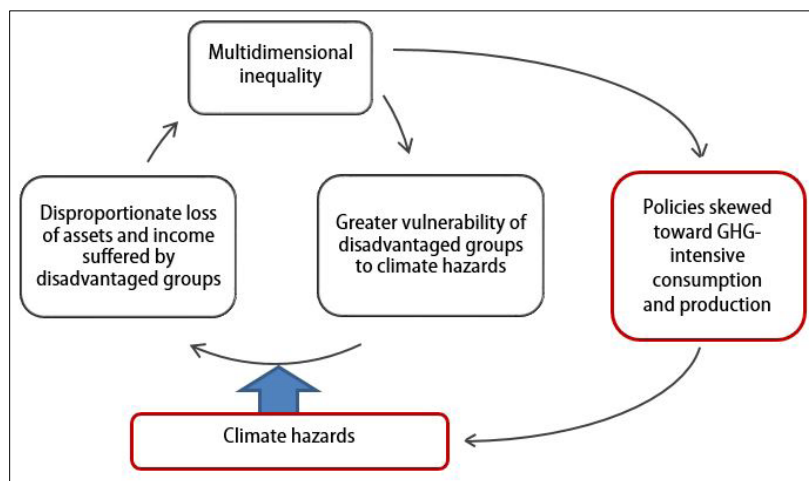 Multidimensional
inequality
Disproportionate loss
of assets and income
suffered by
disadvantaged groups
Greater vulnerability of
disadvantaged groups
to climate hazards
Policies skewed
toward GHG-
intensive
consumption
and production
Climate hazards